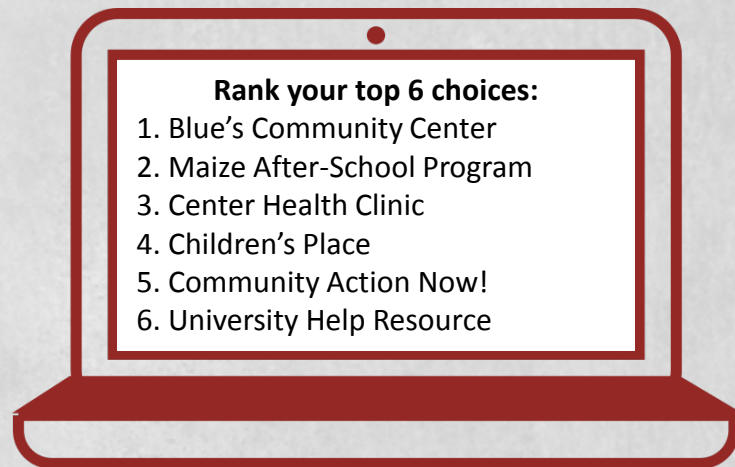 Rank your top 6 choices:
1. Blue's Community Center
2. Maize After-School Program
3. Center Health Clinic
4. Children's Place
5. Community Action Now!
6. University Help Resource